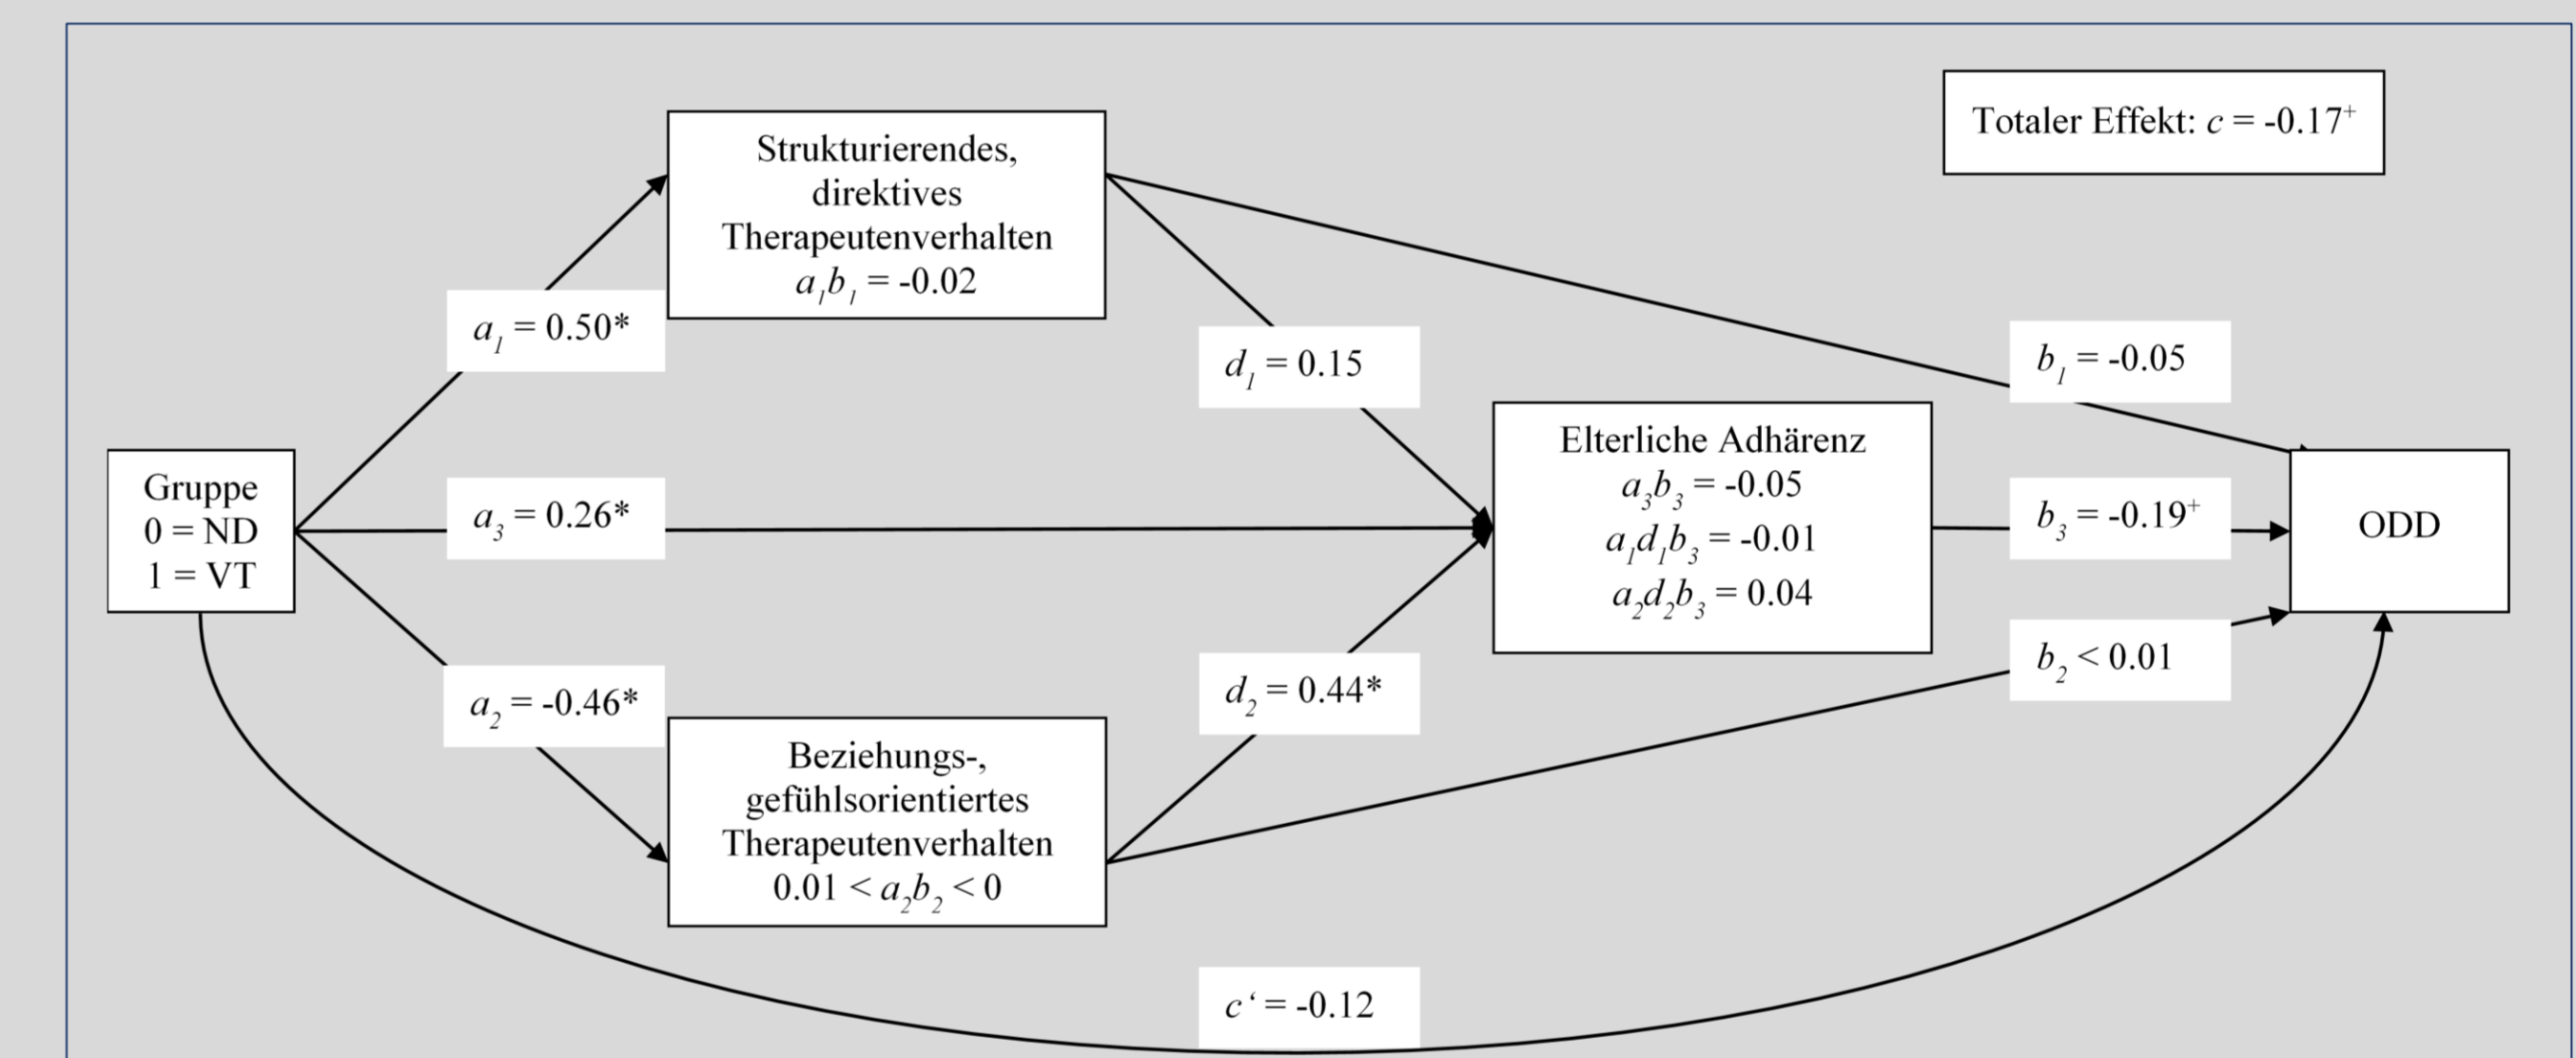 Totaler Effekt: c = -0.17⁺
Strukturierendes,
direktives
Therapeutenverhalten
a₁b₁ = -0.02
a₁ = 0.50*
d₁ = 0.15
b₁ = -0.05
Gruppe
0 = ND
1 = VT
a₃ = 0.26*
Elterliche Adhärenz
a₃b₃ = -0.05
a₁d₁b₃ = -0.01
a₂d₂b₃ = 0.04
b₃ = -0.19⁺
ODD
a₂ = -0.46*
d₂ = 0.44*
b₂ < 0.01
Beziehungs-,
gefühlsorientiertes
Therapeutenverhalten
0.01 < a₂b₂ < 0
c‘ = -0.12